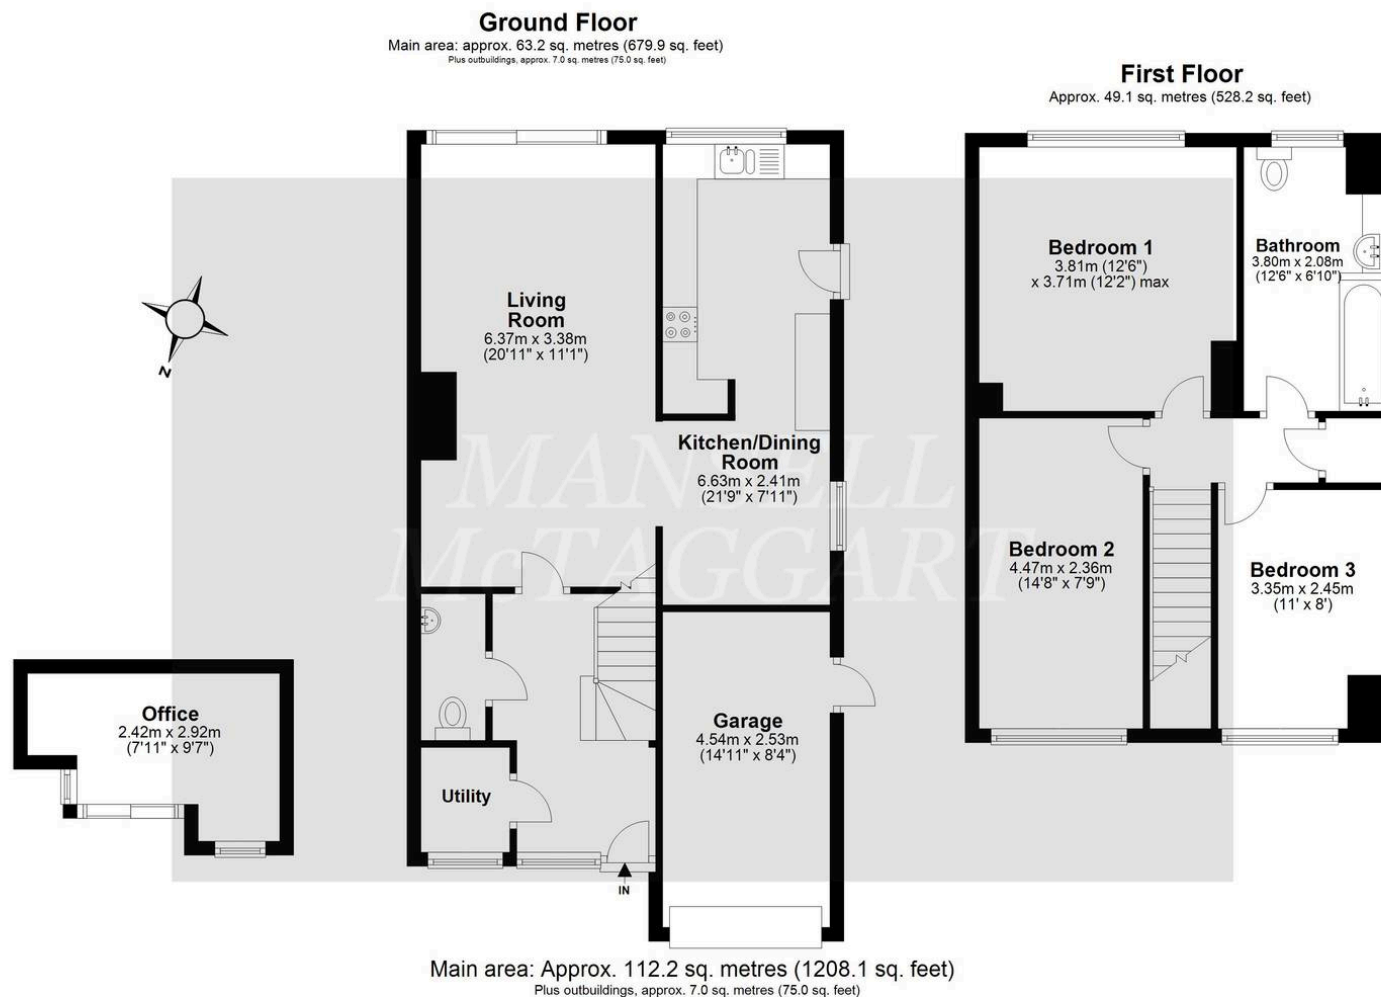 Ground Floor
Main area: approx. 63.2 sq. metres (679.9 sq. feet)
Plus outbuildings, approx. 7.0 sq. metres (75.0 sq. feet)
First Floor
Approx. 49.1 sq. metres (528.2 sq. feet)
Living
Room
6.37m x 3.38m
(20'11" x 11'1")
Kitchen/Dining
Room
6.63m x 2.41m
(21'9" x 7'11")
Bedroom 1
3.81m (12'6")
x 3.71m (12'2") max
Bathroom
3.80m x 2.08m
(12'6" x 6'10")
N
MANSELL
McTAGGART
Bedroom 2
4.47m x 2.36m
(14'8" x 7'9")
Bedroom 3
3.35m x 2.45m
(11' x 8')
Office
2.42m x 2.92m
(7'11" x 9'7")
Garage
4.54m x 2.53m
(14'11" x 8'4")
Utility
IN
Main area: Approx. 112.2 sq. metres (1208.1 sq. feet)
Plus outbuildings, approx. 7.0 sq. metres (75.0 sq. feet)